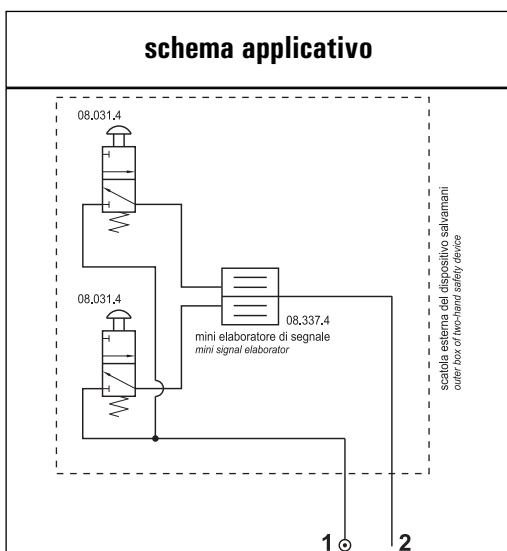 schema applicativo
08.031.4
08.031.4
08.337.4
mini elaboratore di segnale
mini signal elaborator
scatola esterna del dispositivo salvamani
outer box of two-hand safety device
1
2